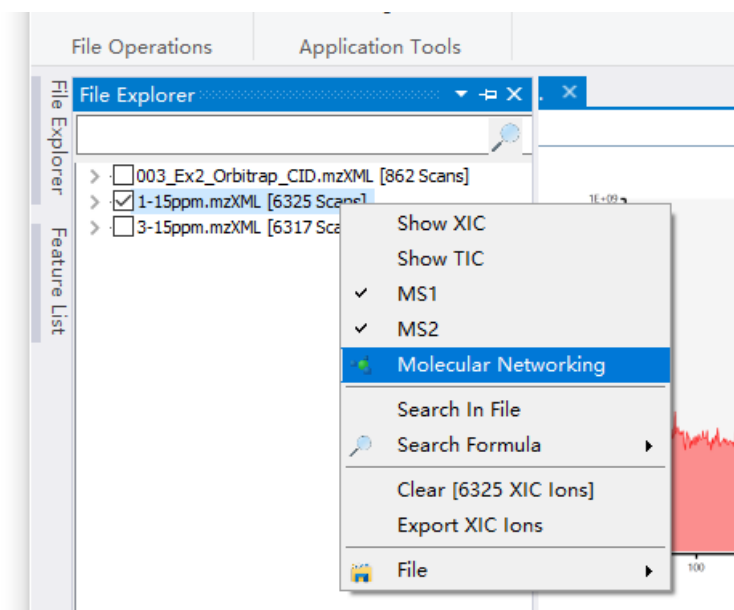 File Operations
Application Tools
File Explorer
Feature List
File Explorer
003_Ex2_Orbitrap_CID.mzXML [862 Scans]
1-15ppm.mzXML [6325 Scans]
3-15ppm.mzXML [6317 Sca
1E+09
Show XIC
Show TIC
MS1
MS2
Molecular Networking
Search In File
Search Formula
Clear [6325 XIC Ions]
Export XIC Ions
File
100